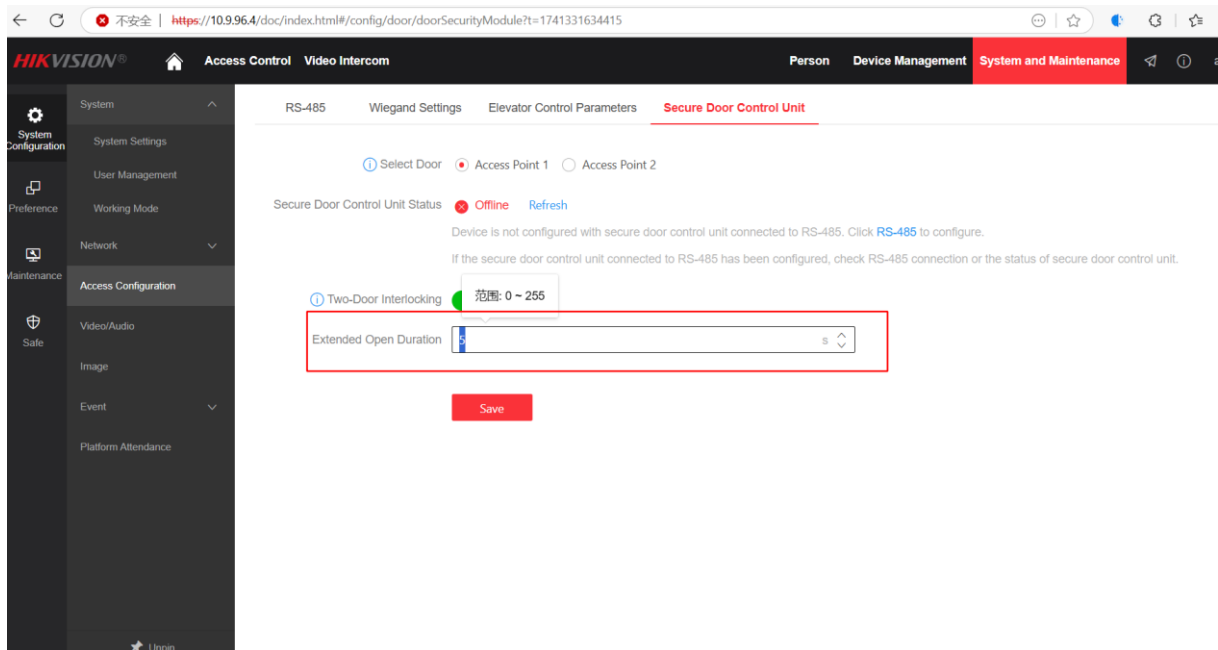 不安全 | https://10.9.96.4/doc/index.html#/config/door/doorSecurityModule?t=1741331634415
HIKVISION® Access Control Video Intercom Person Device Management System and Maintenance
System Configuration
Preference
Maintenance
Safe
System
System Settings
User Management
Working Mode
Network
Access Configuration
Video/Audio
Image
Event
Platform Attendance
Unpin
RS-485 Wiegand Settings Elevator Control Parameters Secure Door Control Unit
Select Door Access Point 1 Access Point 2
Secure Door Control Unit Status Offline Refresh
Device is not configured with secure door control unit connected to RS-485. Click RS-485 to configure.
If the secure door control unit connected to RS-485 has been configured, check RS-485 connection or the status of secure door control unit.
范围: 0 ~ 255
Two-Door Interlocking
Extended Open Duration 5 s
Save